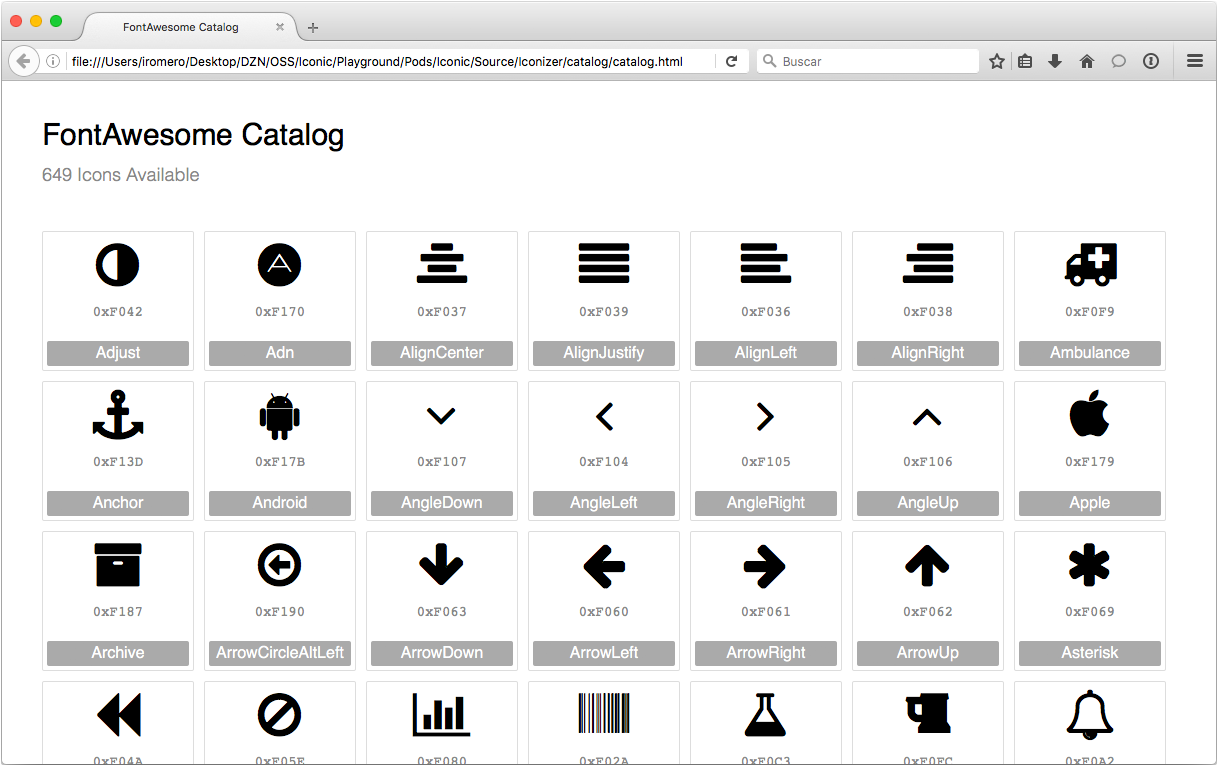 FontAwesome Catalog
file:///Users/iromero/Desktop/DZN/OSS/Iconic/Playground/Pods/Iconic/Source/Iconizer/catalog/catalog.html
Buscar
FontAwesome Catalog
649 Icons Available
0xF042 0xF170 0xF037 0xF039 0xF036 0xF038 0xF0F9
Adjust Adn AlignCenter AlignJustify AlignLeft AlignRight Ambulance
0xF13D 0xF17B 0xF107 0xF104 0xF105 0xF106 0xF179
Anchor Android AngleDown AngleLeft AngleRight AngleUp Apple
0xF187 0xF190 0xF063 0xF060 0xF061 0xF062 0xF069
Archive ArrowCircleAltLeft ArrowDown ArrowLeft ArrowRight ArrowUp Asterisk
0xF04A 0xF05E 0xF080 0xF02A 0xF0C3 0xF0FC 0xF0A2